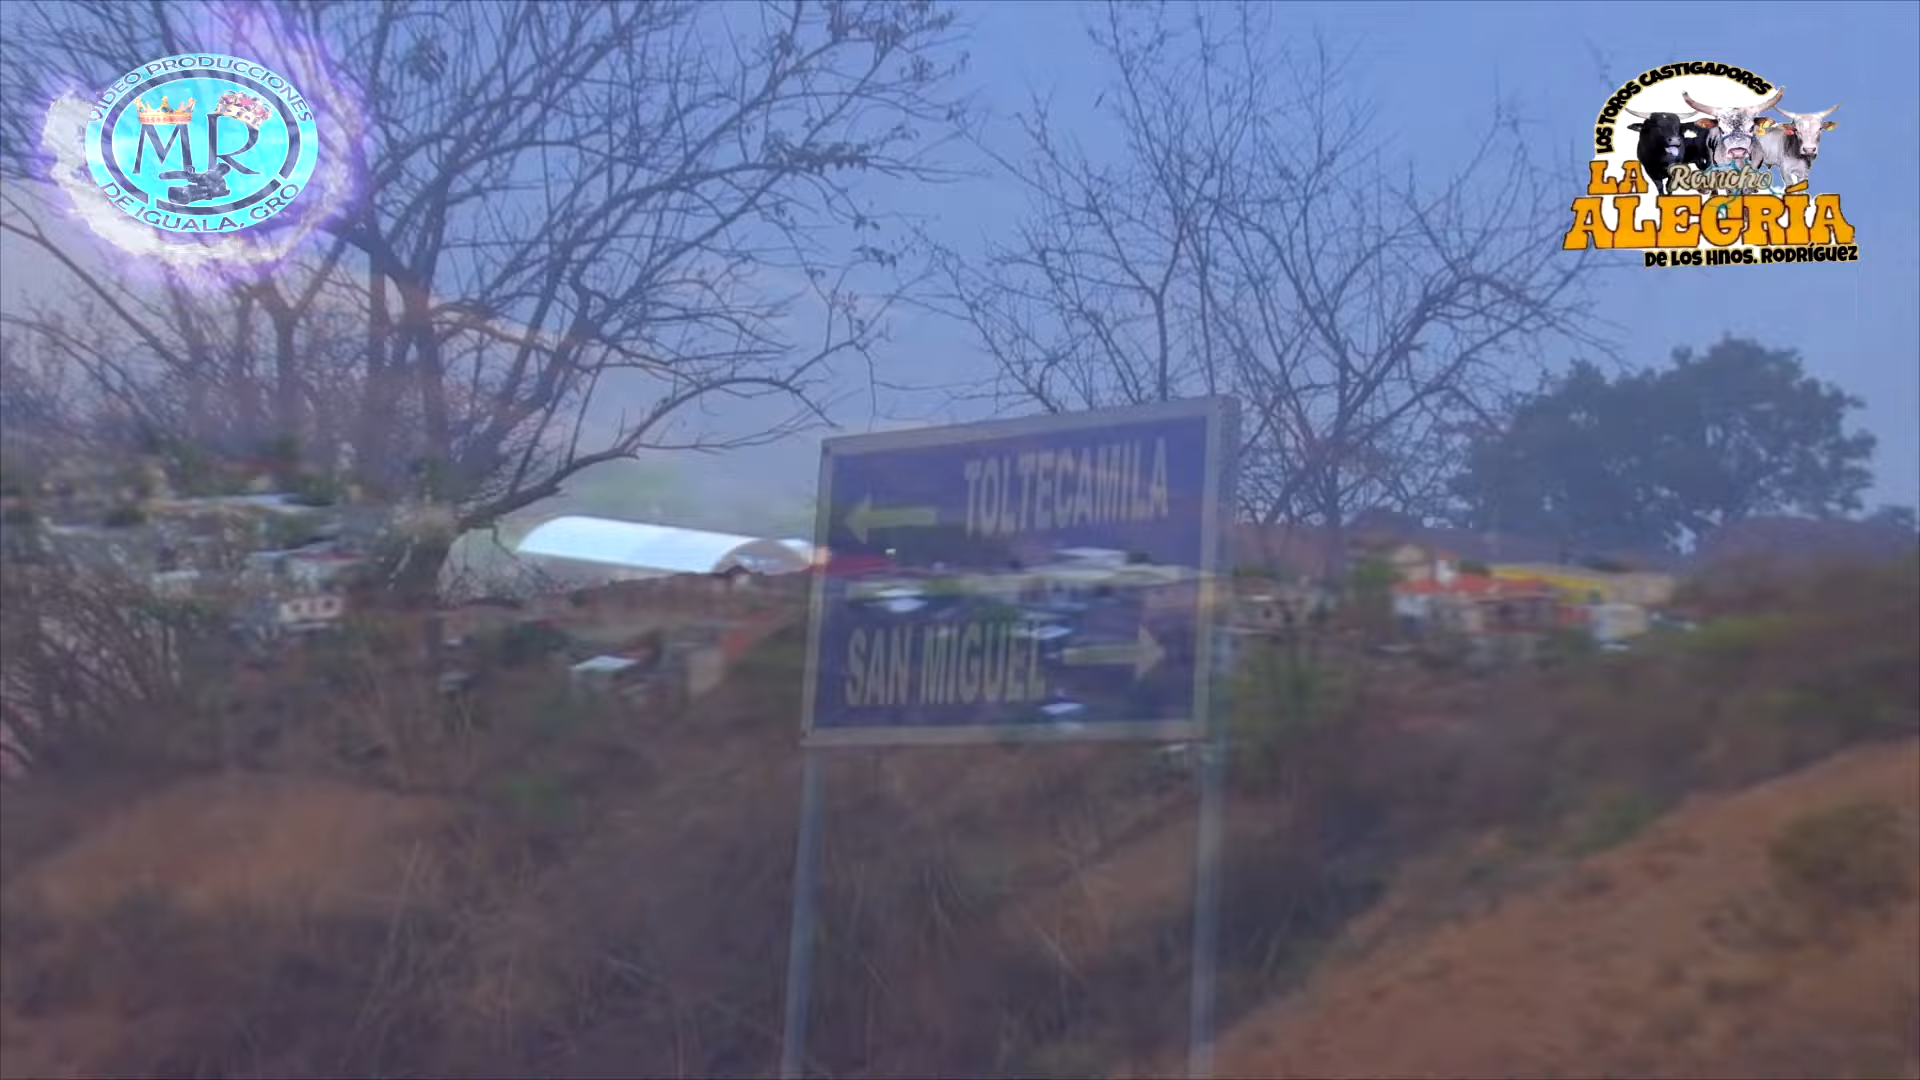 VIDEO PRODUCCIONES
MR
DE IGUALA, GRO
LOS TOROS CASTIGADORES
LA Rancho
ALEGRÍA
DE LOS HNOS. RODRÍGUEZ
TOLTECAMILA
SAN MIGUEL